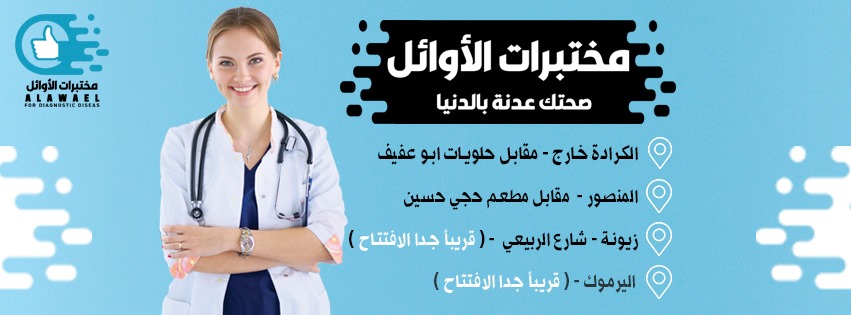 مختبرات الأوائل
ALAWAEL
FOR DIAGNOSTIC DISEAS
مختبرات الأوائل
صحتك عدنة بالدنيا
الكرادة خارج - مقابل حلويات ابو عفيف
المنصور - مقابل مطعم حجي حسين
زيونة - شارع الربيعي - ( قريباً جدا الافتتاح )
اليرموك - ( قريباً جدا الافتتاح )